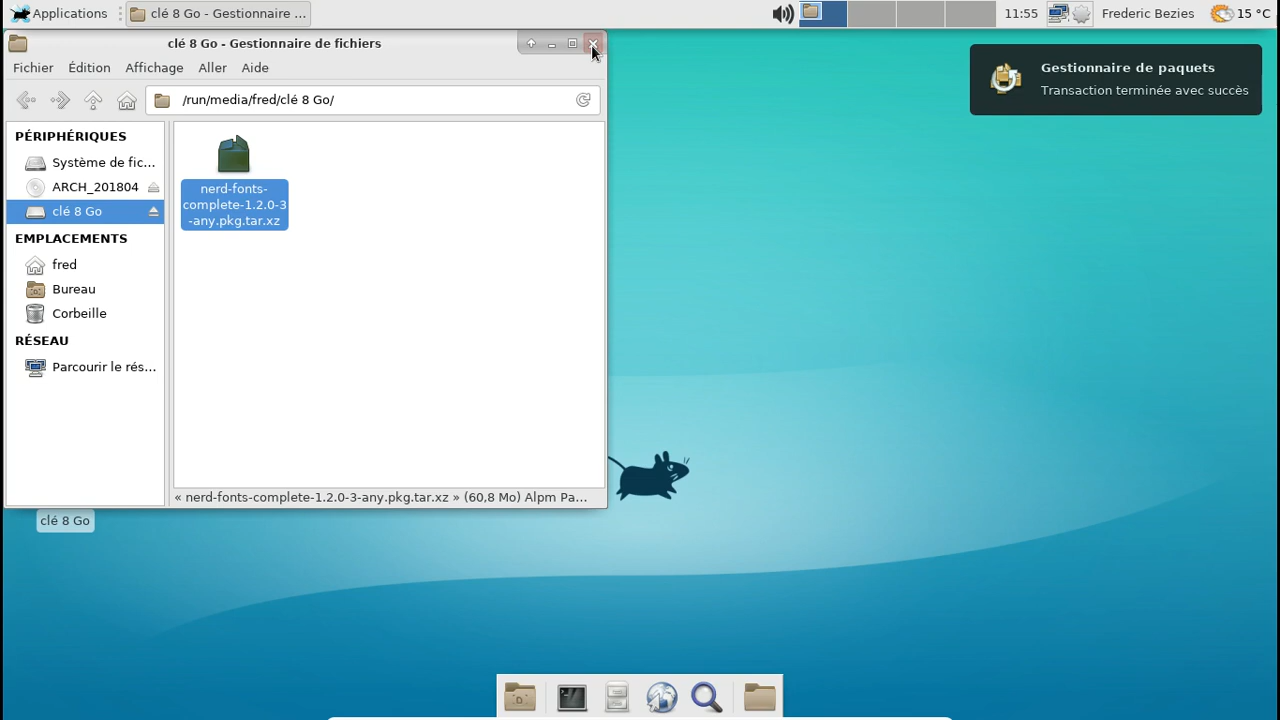 Applications
clé 8 Go - Gestionnaire ...
11:55
Frederic Bezies
15 °C
clé 8 Go - Gestionnaire de fichiers
Fichier Édition Affichage Aller Aide
/run/media/fred/clé 8 Go/
PÉRIPHÉRIQUES
Système de fic...
ARCH_201804
clé 8 Go
EMPLACEMENTS
fred
Bureau
Corbeille
RÉSEAU
Parcourir le rés...
nerd-fonts-
complete-1.2.0-3
-any.pkg.tar.xz
« nerd-fonts-complete-1.2.0-3-any.pkg.tar.xz » (60,8 Mo) Alpm Pa...
clé 8 Go
Gestionnaire de paquets
Transaction terminée avec succès